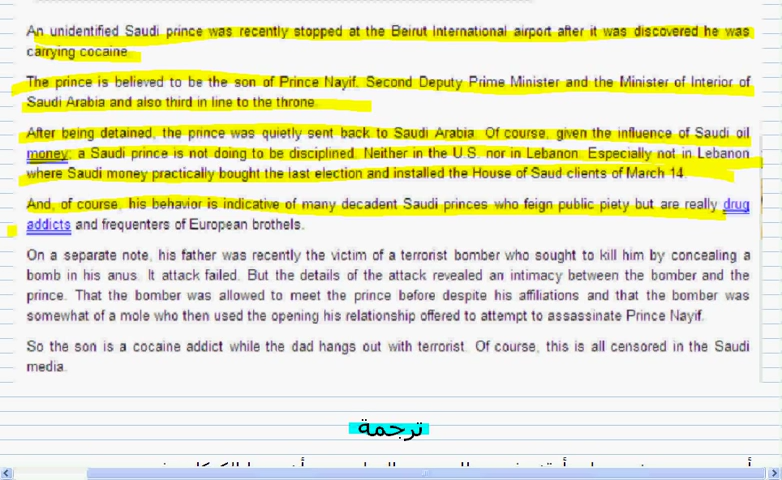 An unidentified Saudi prince was recently stopped at the Beirut International airport after it was discovered he was
carrying cocaine.
The prince is believed to be the son of Prince Nayif, Second Deputy Prime Minister and the Minister of Interior of
Saudi Arabia and also third in line to the throne.
After being detained, the prince was quietly sent back to Saudi Arabia. Of course, given the influence of Saudi oil
money, a Saudi prince is not doing to be disciplined. Neither in the U.S. nor in Lebanon. Especially not in Lebanon
where Saudi money practically bought the last election and installed the House of Saud clients of March 14.
And, of course, his behavior is indicative of many decadent Saudi princes who feign public piety but are really drug
addicts and frequenters of European brothels.
On a separate note, his father was recently the victim of a terrorist bomber who sought to kill him by concealing a
bomb in his anus. It attack failed. But the details of the attack revealed an intimacy between the bomber and the
prince. That the bomber was allowed to meet the prince before despite his affiliations and that the bomber was
somewhat of a mole who then used the opening his relationship offered to attempt to assassinate Prince Nayif.
So the son is a cocaine addict while the dad hangs out with terrorist. Of course, this is all censored in the Saudi
media.
ترجمة